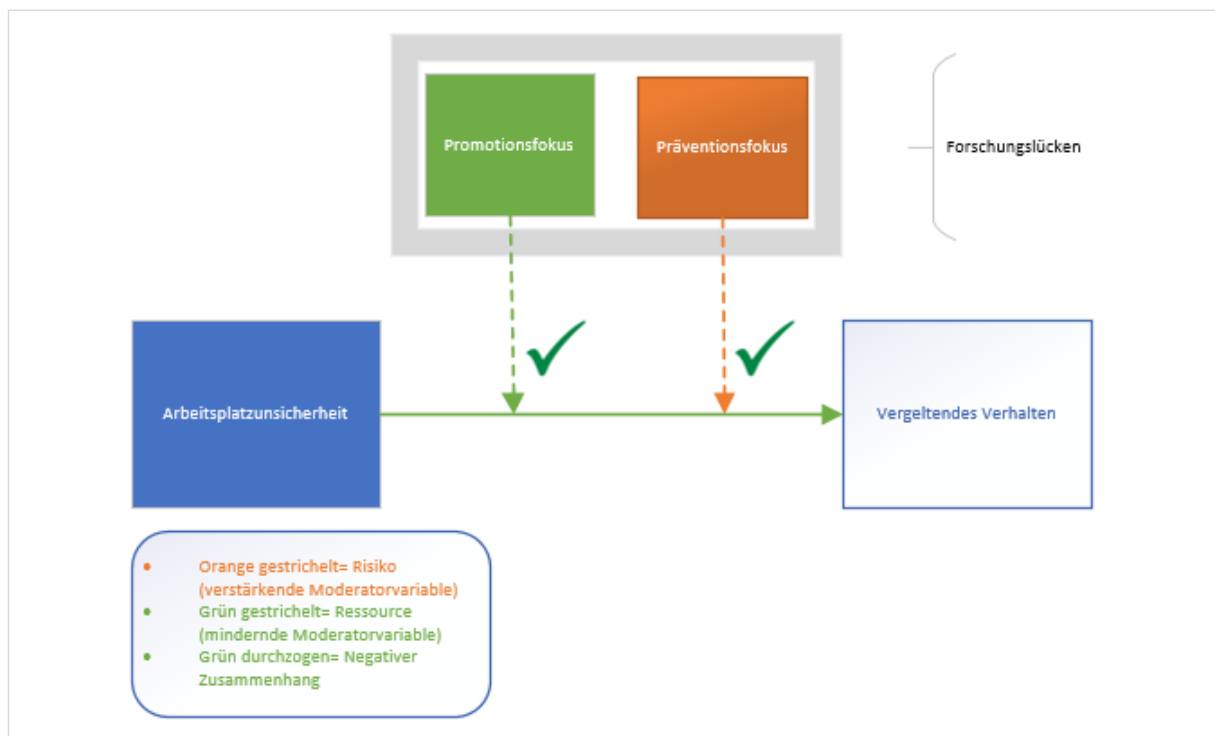 Promotionsfokus
Präventionsfokus
Forschungslücken
Arbeitsplatzunsicherheit
Vergeltendes Verhalten
• Orange gestrichelt= Risiko
(verstärkende Moderatorvariable)
• Grün gestrichelt= Ressource
(mindernde Moderatorvariable)
• Grün durchzogen= Negativer
Zusammenhang